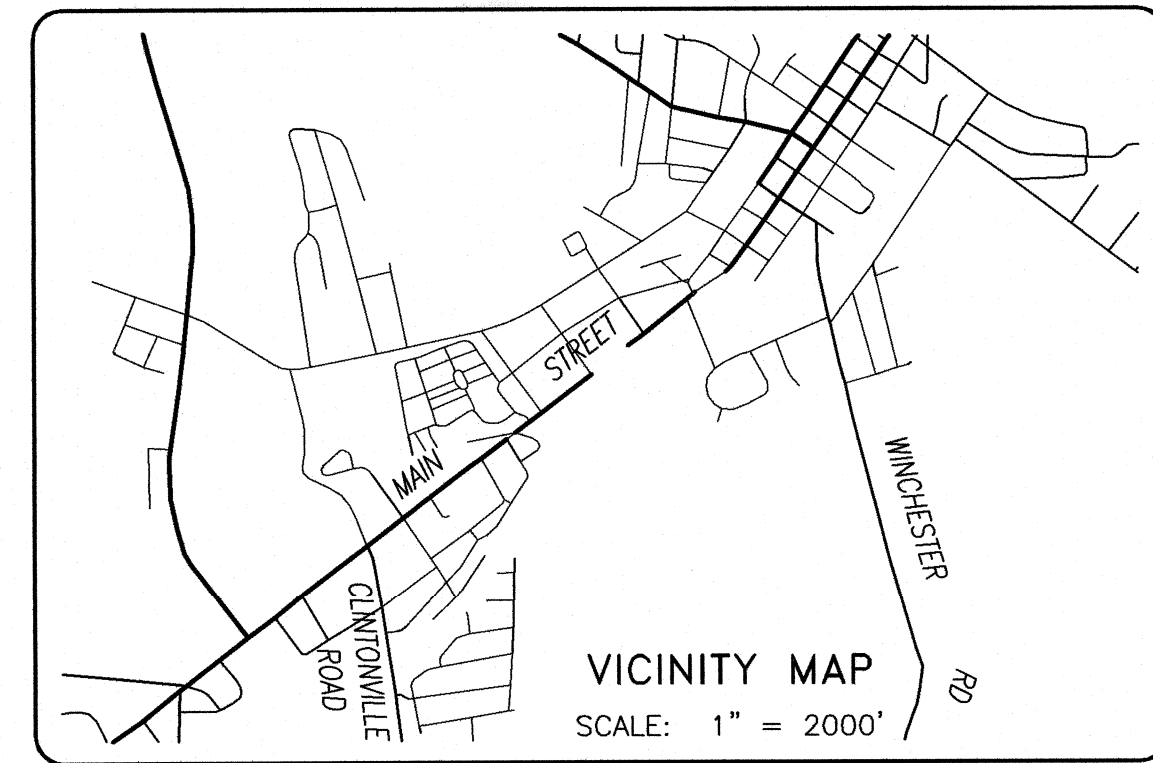 STREET
MAIN
WINCHESTER
RD
CLINTONVILLE
ROAD
VICINITY MAP
SCALE: 1" = 2000'